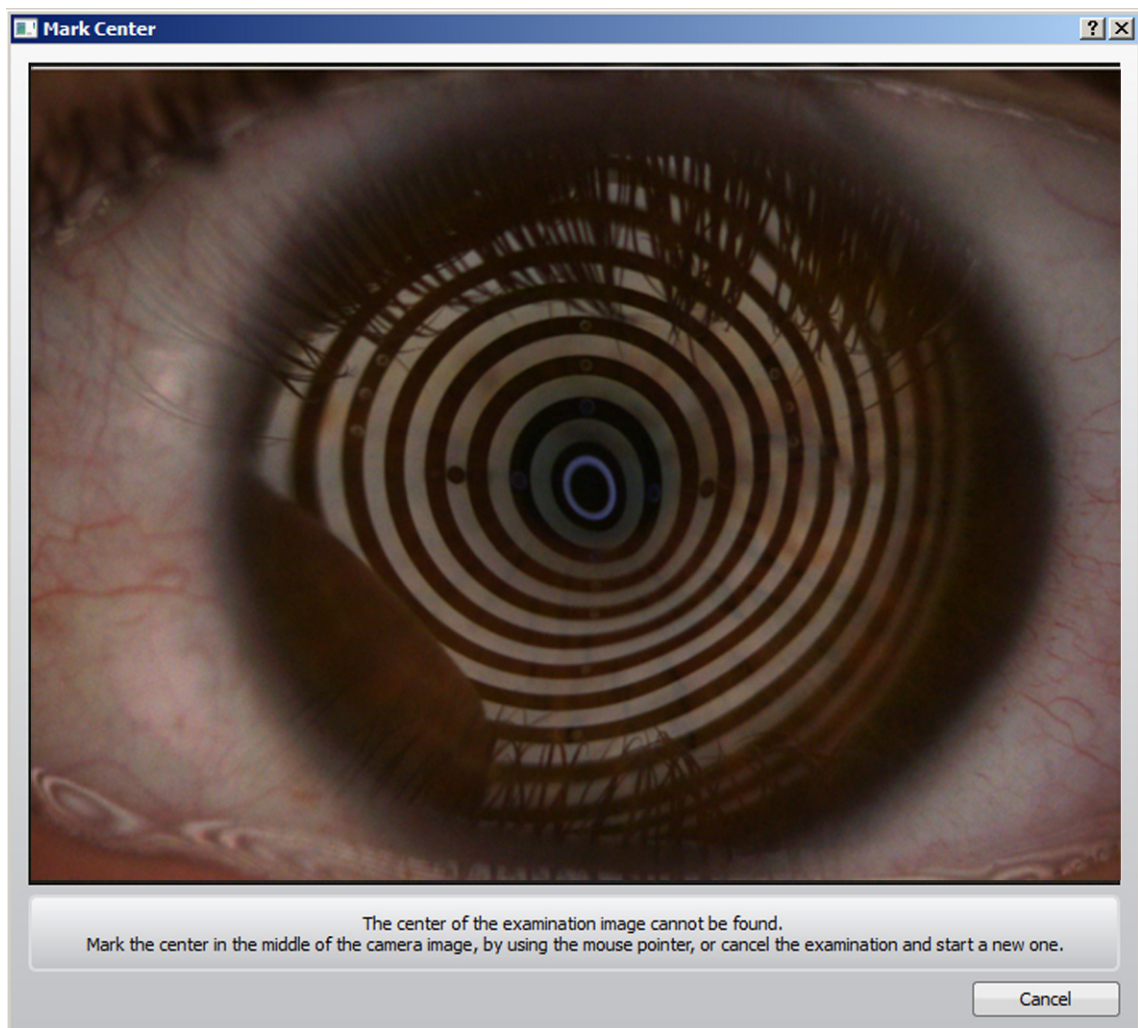 Mark Center
The center of the examination image cannot be found.
Mark the center in the middle of the camera image, by using the mouse pointer, or cancel the examination and start a new one.
Cancel